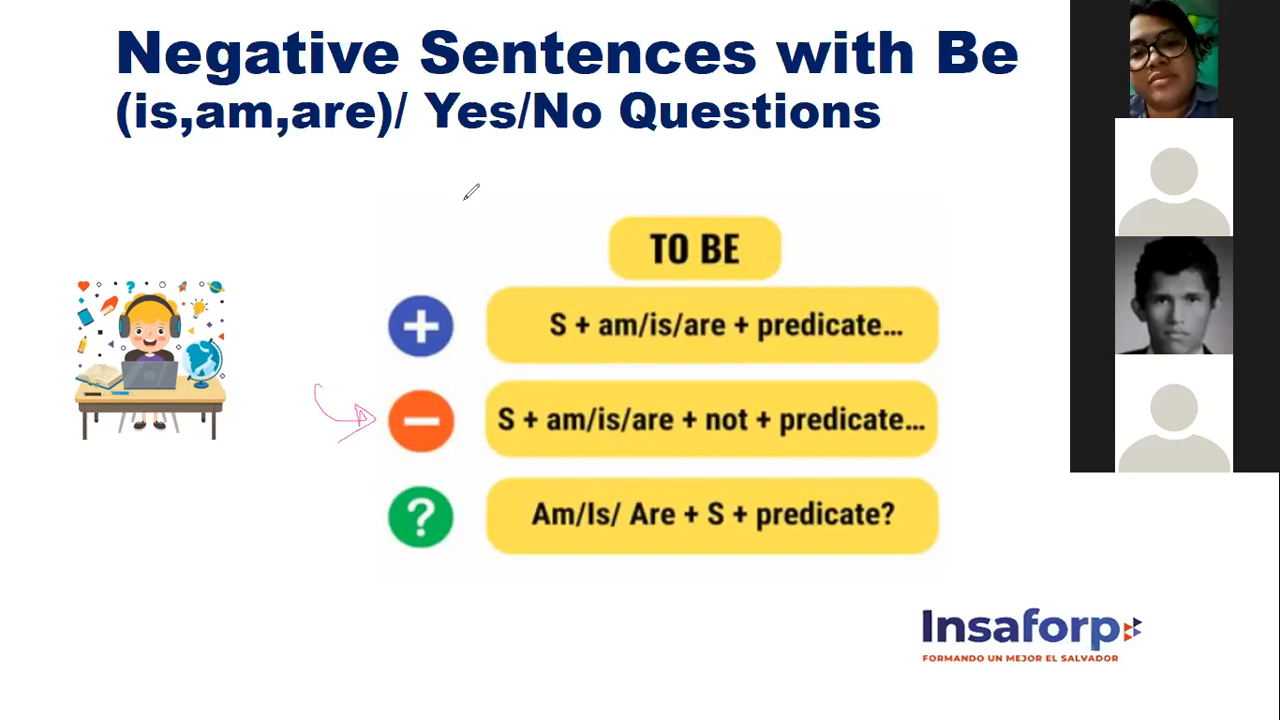 Negative Sentences with Be
(is,am,are)/ Yes/No Questions
TO BE
S + am/is/are + predicate...
S + am/is/are + not + predicate...
Am/Is/ Are + S + predicate?
Insaforp
FORMANDO UN MEJOR EL SALVADOR